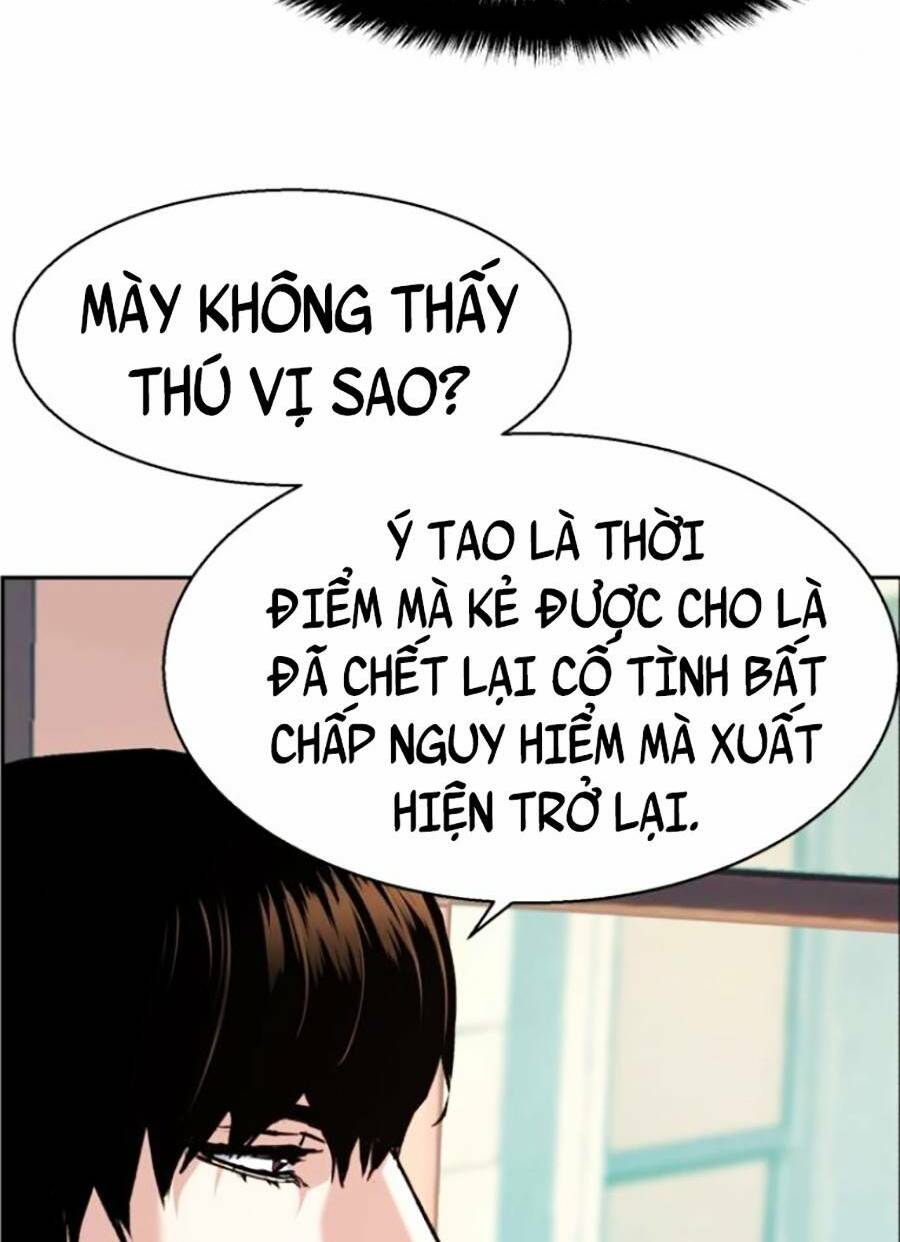 MÀY KHÔNG THẤY
THÚ VỊ SAO?
Ý TAO LÀ THỜI
ĐIỂM MÀ KẺ ĐƯỢC CHO LÀ
ĐÃ CHẾT LẠI CỐ TÌNH BẤT
CHẤP NGUY HIỂM MÀ XUẤT
HIỆN TRỞ LẠI.